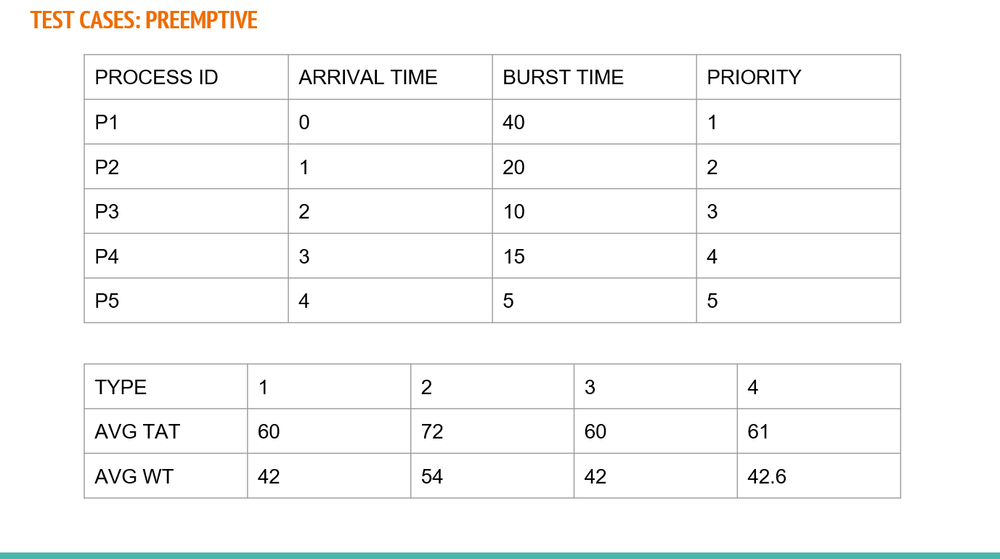 TEST CASES: PREEMPTIVE
PROCESS ID ARRIVAL TIME BURST TIME PRIORITY
P1 0 40 1
P2 1 20 2
P3 2 10 3
P4 3 15 4
P5 4 5 5
TYPE 1 2 3 4
AVG TAT 60 72 60 61
AVG WT 42 54 42 42.6